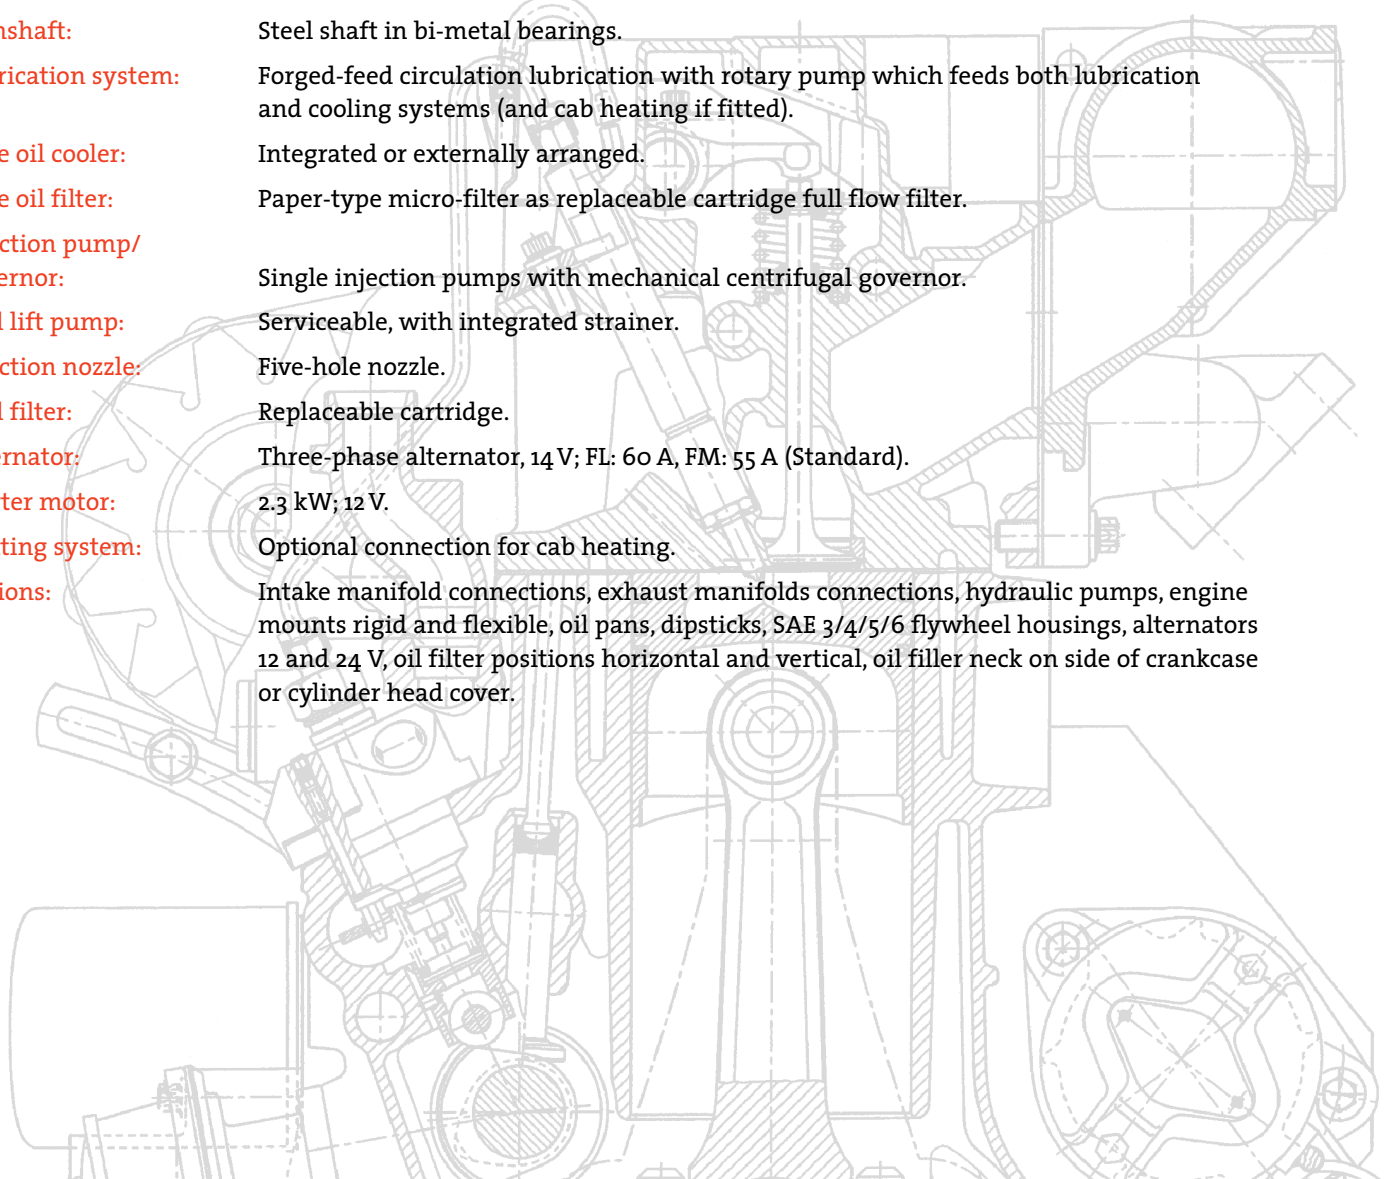 nshaft: Steel shaft in bi-metal bearings.
rication system: Forged-feed circulation lubrication with rotary pump which feeds both lubrication
and cooling systems (and cab heating if fitted).
e oil cooler: Integrated or externally arranged.
e oil filter: Paper-type micro-filter as replaceable cartridge full flow filter.
ction pump/
ernor: Single injection pumps with mechanical centrifugal governor.
l lift pump: Serviceable, with integrated strainer.
ction nozzle: Five-hole nozzle.
l filter: Replaceable cartridge.
ernator: Three-phase alternator, 14 V; FL: 60 A, FM: 55 A (Standard).
rter motor: 2.3 kW; 12 V.
ting system: Optional connection for cab heating.
ions: Intake manifold connections, exhaust manifolds connections, hydraulic pumps, engine
mounts rigid and flexible, oil pans, dipsticks, SAE 3/4/5/6 flywheel housings, alternators
12 and 24 V, oil filter positions horizontal and vertical, oil filler neck on side of crankcase
or cylinder head cover.